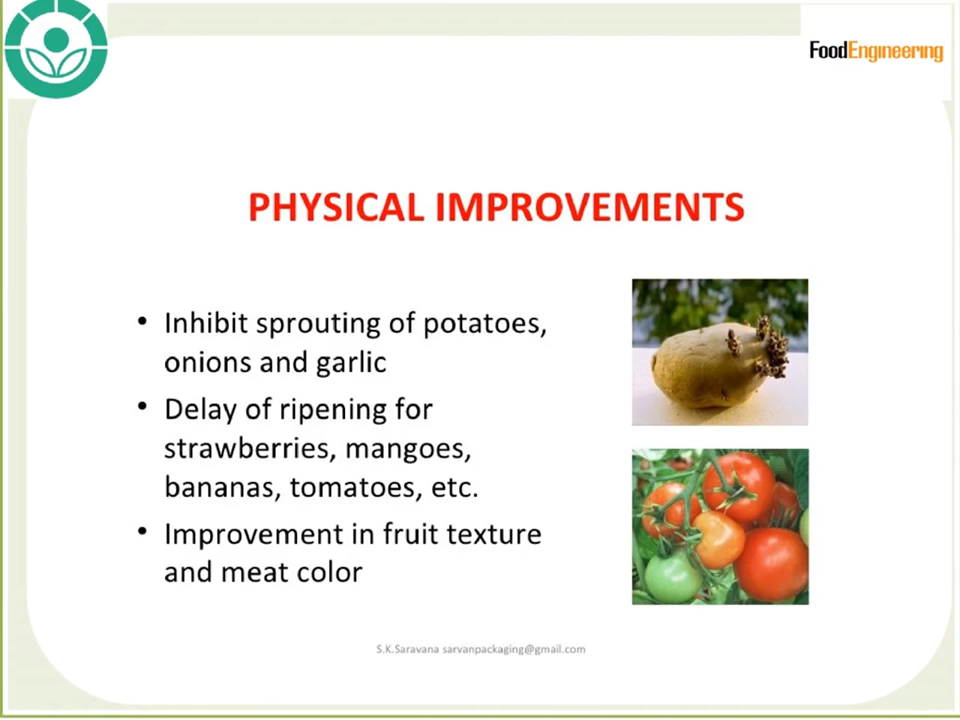 FoodEngineering
PHYSICAL IMPROVEMENTS
• Inhibit sprouting of potatoes,
onions and garlic
• Delay of ripening for
strawberries, mangoes,
bananas, tomatoes, etc.
• Improvement in fruit texture
and meat color
S.K.Saravana sarvanpackaging@gmail.com